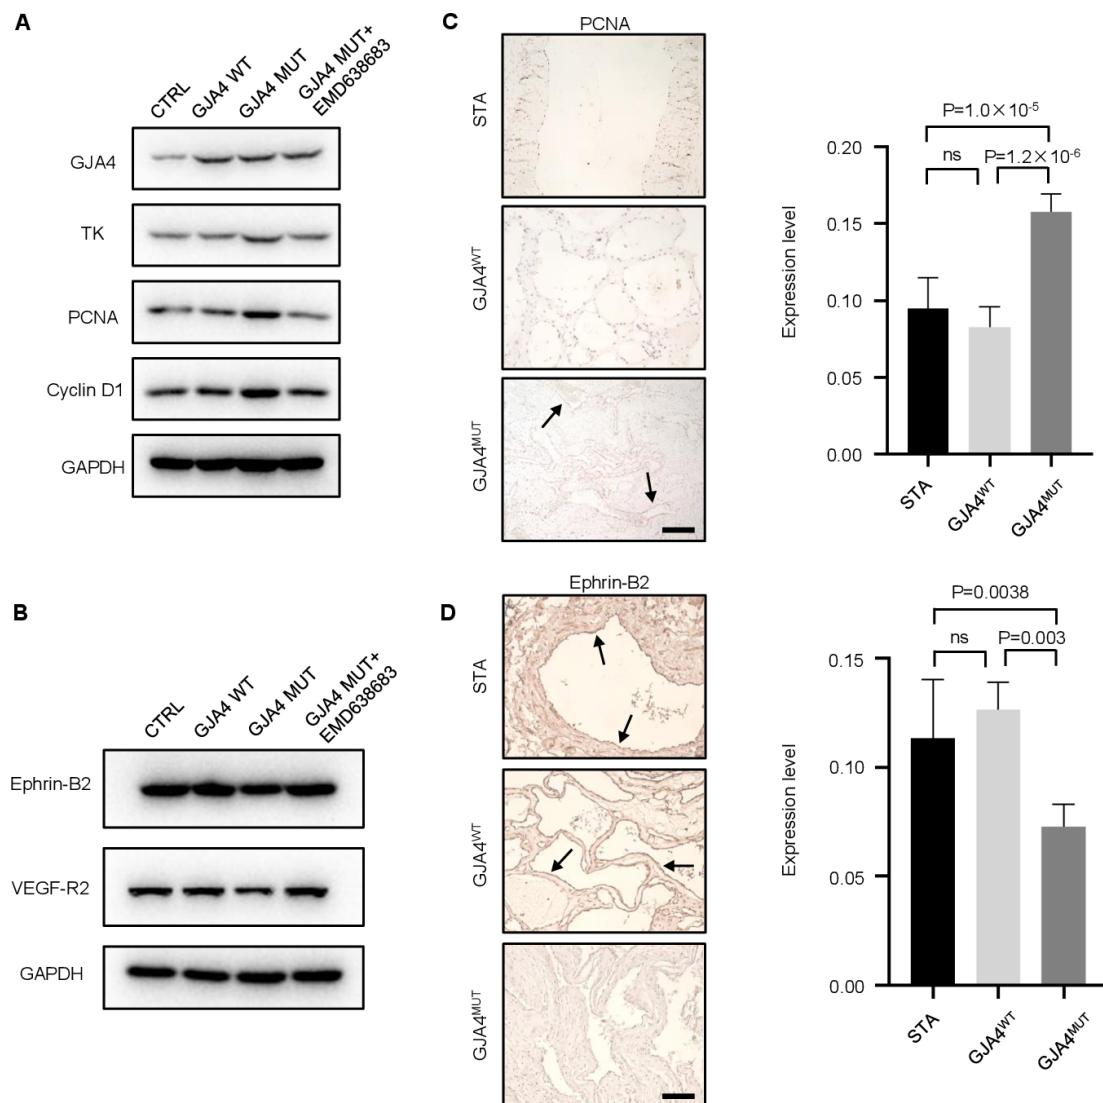 A
CTRL
GJA4 WT
GJA4 MUT
GJA4 MUT+
EMD638683
GJA4
TK
PCNA
Cyclin D1
GAPDH
B
CTRL
GJA4 WT
GJA4 MUT
GJA4 MUT+
EMD638683
Ephrin-B2
VEGF-R2
GAPDH
C
PCNA
STA
GJA4WT
GJA4MUT
P=1.0×10-5
ns
P=1.2×10-6
Expression level
0.20
0.15
0.10
0.05
0.00
STA
GJA4WT
GJA4MUT
D
Ephrin-B2
STA
GJA4WT
GJA4MUT
P=0.0038
ns
P=0.003
Expression level
0.15
0.10
0.05
0.00
STA
GJA4WT
GJA4MUT